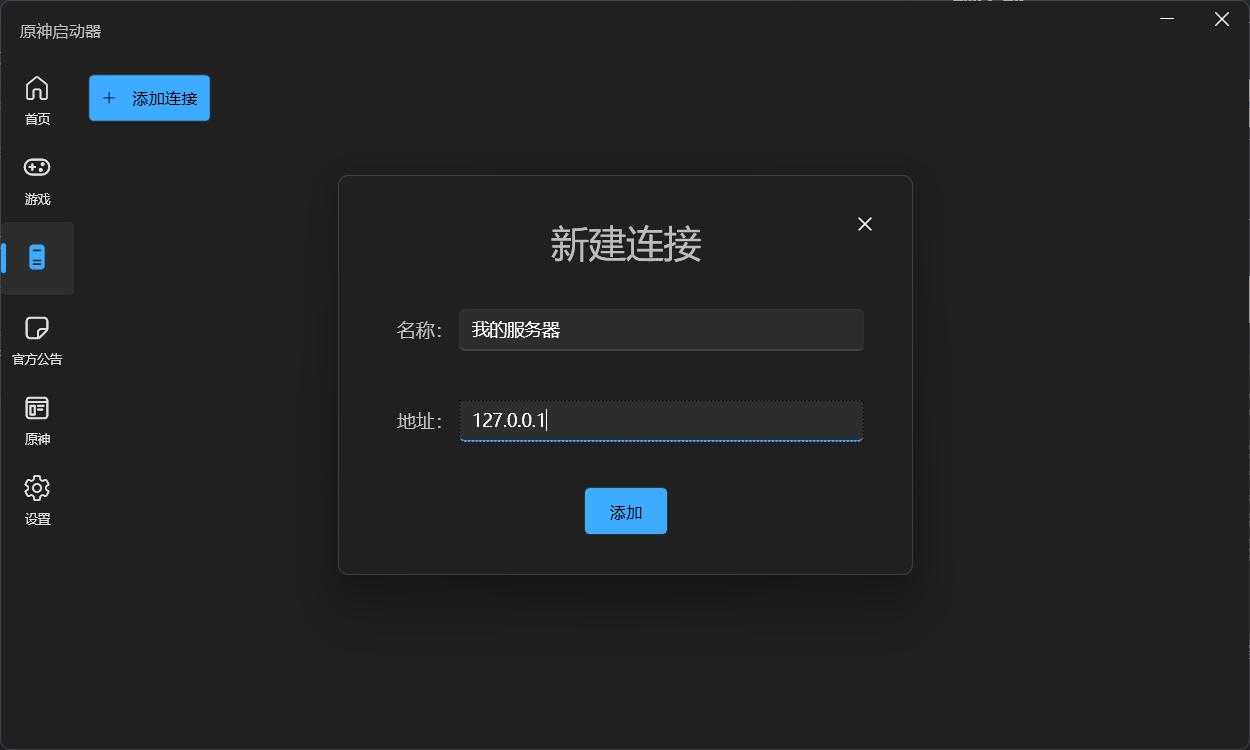 原神启动器
首页
添加连接
游戏
新建连接
名称：
我的服务器
官方公告
地址：
127.0.0.1
原神
添加
设置